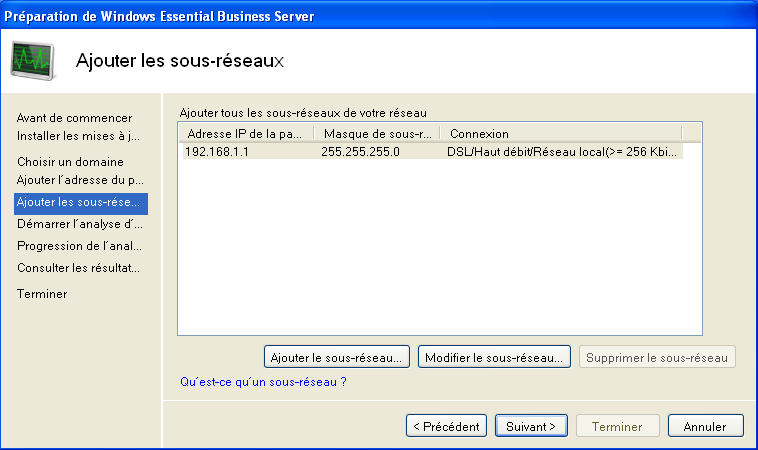 Préparation de Windows Essential Business Server
Ajouter les sous-réseaux
Avant de commencer
Installer les mises à j...
Choisir un domaine
Ajouter l´adresse du p...
Ajouter les sous-rése...
Démarrer l´analyse d´...
Progression de l´anal...
Consulter les résultat...
Terminer
Ajouter tous les sous-réseaux de votre réseau
Adresse IP de la pa... Masque de sous-r... Connexion
192.168.1.1 255.255.255.0 DSL/Haut débit/Réseau local(>= 256 Kbi...
Ajouter le sous-réseau... Modifier le sous-réseau... Supprimer le sous-réseau
Qu´est-ce qu´un sous-réseau ?
< Précédent Suivant > Terminer Annuler